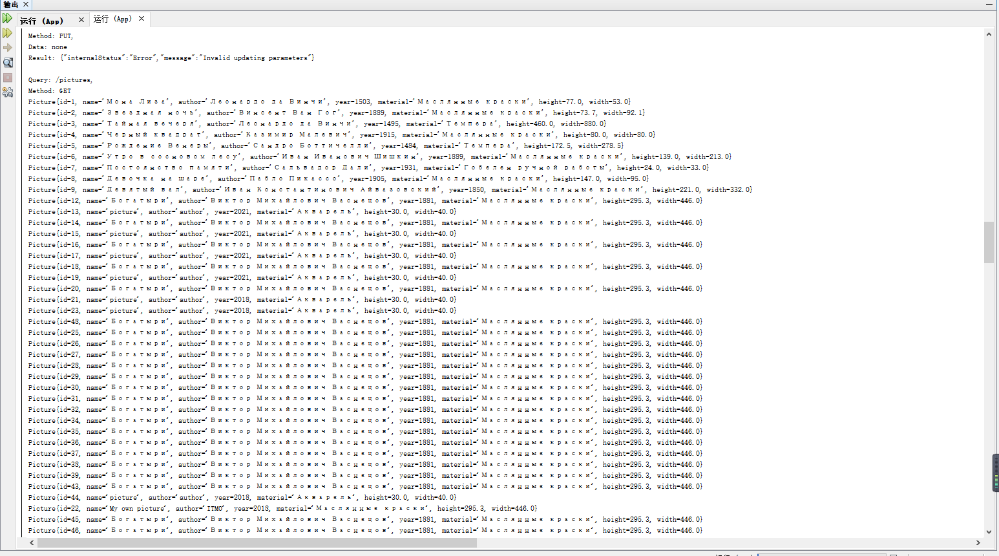 输出
运行 (App)
运行 (App)
Method: PUT,
Data: none
Result: {"internalStatus":"Error","message":"Invalid updating parameters"}
Query: /pictures,
Method: GET
Picture{id=1, name='Мона Лиза', author='Леонардо да Винчи', year=1503, material='Маслянные краски', height=77.0, width=53.0}
Picture{id=2, name='Звездная ночь', author='Винсент Ван Гог', year=1889, material='Маслянные краски', height=73.7, width=92.1}
Picture{id=3, name='Тайная вечеря', author='Леонардо да Винчи', year=1495, material='Темпера', height=460.0, width=880.0}
Picture{id=4, name='Черный квадрат', author='Казимир Малевич', year=1915, material='Маслянные краски', height=80.0, width=80.0}
Picture{id=5, name='Рождение Венеры', author='Сандро Боттичелли', year=1484, material='Темпера', height=172.5, width=278.5}
Picture{id=6, name='Утро в сосновом лесу', author='Иван Иванович Шишкин', year=1889, material='Маслянные краски', height=139.0, width=213.0}
Picture{id=7, name='Постоянство памяти', author='Сальвадор Дали', year=1931, material='Гобелен ручной работы', height=24.0, width=33.0}
Picture{id=8, name='Девочка на шаре', author='Пабло Пикассо', year=1905, material='Маслянные краски', height=147.0, width=95.0}
Picture{id=9, name='Девятый вал', author='Иван Константинович Айвазовский', year=1850, material='Маслянные краски', height=221.0, width=332.0}
Picture{id=12, name='Богатыри', author='Виктор Михайлович Васнецов', year=1881, material='Маслянные краски', height=295.3, width=446.0}
Picture{id=13, name='picture', author='author', year=2021, material='Акварель', height=30.0, width=40.0}
Picture{id=14, name='Богатыри', author='Виктор Михайлович Васнецов', year=1881, material='Маслянные краски', height=295.3, width=446.0}
Picture{id=15, name='picture', author='author', year=2021, material='Акварель', height=30.0, width=40.0}
Picture{id=16, name='Богатыри', author='Виктор Михайлович Васнецов', year=1881, material='Маслянные краски', height=295.3, width=446.0}
Picture{id=17, name='picture', author='author', year=2021, material='Акварель', height=30.0, width=40.0}
Picture{id=18, name='Богатыри', author='Виктор Михайлович Васнецов', year=1881, material='Маслянные краски', height=295.3, width=446.0}
Picture{id=19, name='picture', author='author', year=2021, material='Акварель', height=30.0, width=40.0}
Picture{id=20, name='Богатыри', author='Виктор Михайлович Васнецов', year=1881, material='Маслянные краски', height=295.3, width=446.0}
Picture{id=21, name='picture', author='author', year=2018, material='Акварель', height=30.0, width=40.0}
Picture{id=23, name='picture', author='author', year=2018, material='Акварель', height=30.0, width=40.0}
Picture{id=48, name='Богатыри', author='Виктор Михайлович Васнецов', year=1881, material='Маслянные краски', height=295.3, width=446.0}
Picture{id=25, name='Богатыри', author='Виктор Михайлович Васнецов', year=1881, material='Маслянные краски', height=295.3, width=446.0}
Picture{id=26, name='Богатыри', author='Виктор Михайлович Васнецов', year=1881, material='Маслянные краски', height=295.3, width=446.0}
Picture{id=27, name='Богатыри', author='Виктор Михайлович Васнецов', year=1881, material='Маслянные краски', height=295.3, width=446.0}
Picture{id=28, name='Богатыри', author='Виктор Михайлович Васнецов', year=1881, material='Маслянные краски', height=295.3, width=446.0}
Picture{id=29, name='Богатыри', author='Виктор Михайлович Васнецов', year=1881, material='Маслянные краски', height=295.3, width=446.0}
Picture{id=30, name='Богатыри', author='Виктор Михайлович Васнецов', year=1881, material='Маслянные краски', height=295.3, width=446.0}
Picture{id=31, name='Богатыри', author='Виктор Михайлович Васнецов', year=1881, material='Маслянные краски', height=295.3, width=446.0}
Picture{id=32, name='Богатыри', author='Виктор Михайлович Васнецов', year=1881, material='Маслянные краски', height=295.3, width=446.0}
Picture{id=34, name='Богатыри', author='Виктор Михайлович Васнецов', year=1881, material='Маслянные краски', height=295.3, width=446.0}
Picture{id=35, name='Богатыри', author='Виктор Михайлович Васнецов', year=1881, material='Маслянные краски', height=295.3, width=446.0}
Picture{id=36, name='Богатыри', author='Виктор Михайлович Васнецов', year=1881, material='Маслянные краски', height=295.3, width=446.0}
Picture{id=37, name='Богатыри', author='Виктор Михайлович Васнецов', year=1881, material='Маслянные краски', height=295.3, width=446.0}
Picture{id=38, name='Богатыри', author='Виктор Михайлович Васнецов', year=1881, material='Маслянные краски', height=295.3, width=446.0}
Picture{id=39, name='Богатыри', author='Виктор Михайлович Васнецов', year=1881, material='Маслянные краски', height=295.3, width=446.0}
Picture{id=43, name='Богатыри', author='Виктор Михайлович Васнецов', year=1881, material='Маслянные краски', height=295.3, width=446.0}
Picture{id=44, name='picture', author='author', year=2018, material='Акварель', height=30.0, width=40.0}
Picture{id=22, name='My own picture', author='ITMO', year=2018, material='Маслянные краски', height=295.3, width=446.0}
Picture{id=45, name='Богатыри', author='Виктор Михайлович Васнецов', year=1881, material='Маслянные краски', height=295.3, width=446.0}
Picture{id=46, name='Богатыри', author='Виктор Михайлович Васнецов', year=1881, material='Маслянные краски', height=295.3, width=446.0}